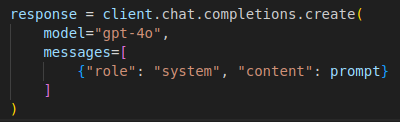 response = client.chat.completions.create(
    model="gpt-4o",
    messages=[
        {"role": "system", "content": prompt}
    ]
)